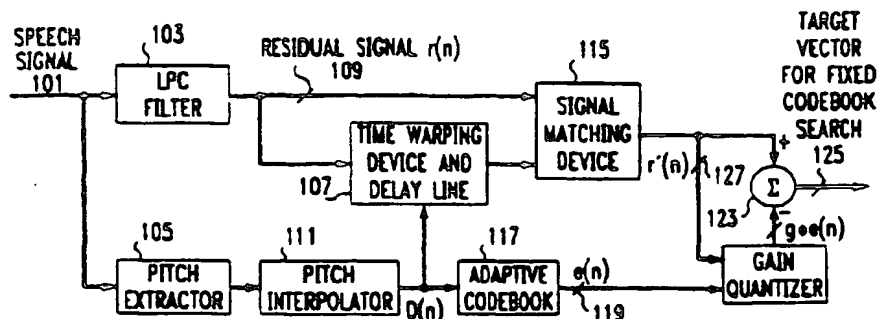 SPEECH
SIGNAL
101
103
LPC
FILTER
RESIDUAL SIGNAL r(n)
109
115
SIGNAL
MATCHING
DEVICE
TARGET
VECTOR
FOR FIXED
CODEBOOK
SEARCH
125
TIME WARPING
DEVICE AND
DELAY LINE
107
r'(n)
127
+
Σ
123
−
g∗e(n)
105
PITCH
EXTRACTOR
111
PITCH
INTERPOLATOR
D(n)
117
ADAPTIVE
CODEBOOK
e(n)
119
GAIN
QUANTIZER